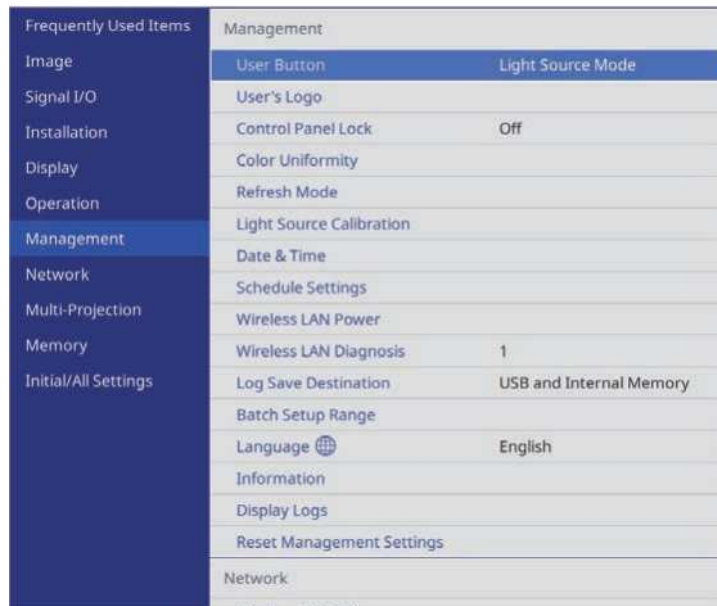 Frequently Used Items
Image
Signal I/O
Installation
Display
Operation
Management
Network
Multi-Projection
Memory
Initial/All Settings
Management
User Button Light Source Mode
User's Logo
Control Panel Lock Off
Color Uniformity
Refresh Mode
Light Source Calibration
Date & Time
Schedule Settings
Wireless LAN Power
Wireless LAN Diagnosis 1
Log Save Destination USB and Internal Memory
Batch Setup Range
Language English
Information
Display Logs
Reset Management Settings
Network